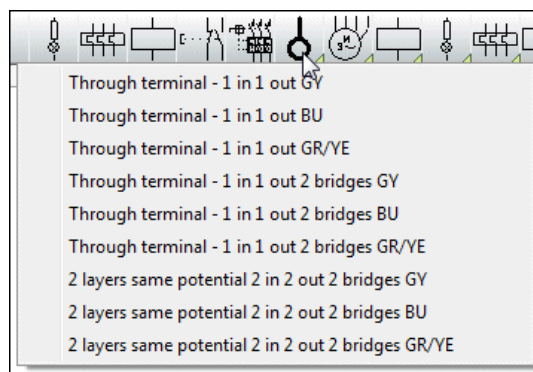 M
3~
Through terminal - 1 in 1 out GY
Through terminal - 1 in 1 out BU
Through terminal - 1 in 1 out GR/YE
Through terminal - 1 in 1 out 2 bridges GY
Through terminal - 1 in 1 out 2 bridges BU
Through terminal - 1 in 1 out 2 bridges GR/YE
2 layers same potential 2 in 2 out 2 bridges GY
2 layers same potential 2 in 2 out 2 bridges BU
2 layers same potential 2 in 2 out 2 bridges GR/YE